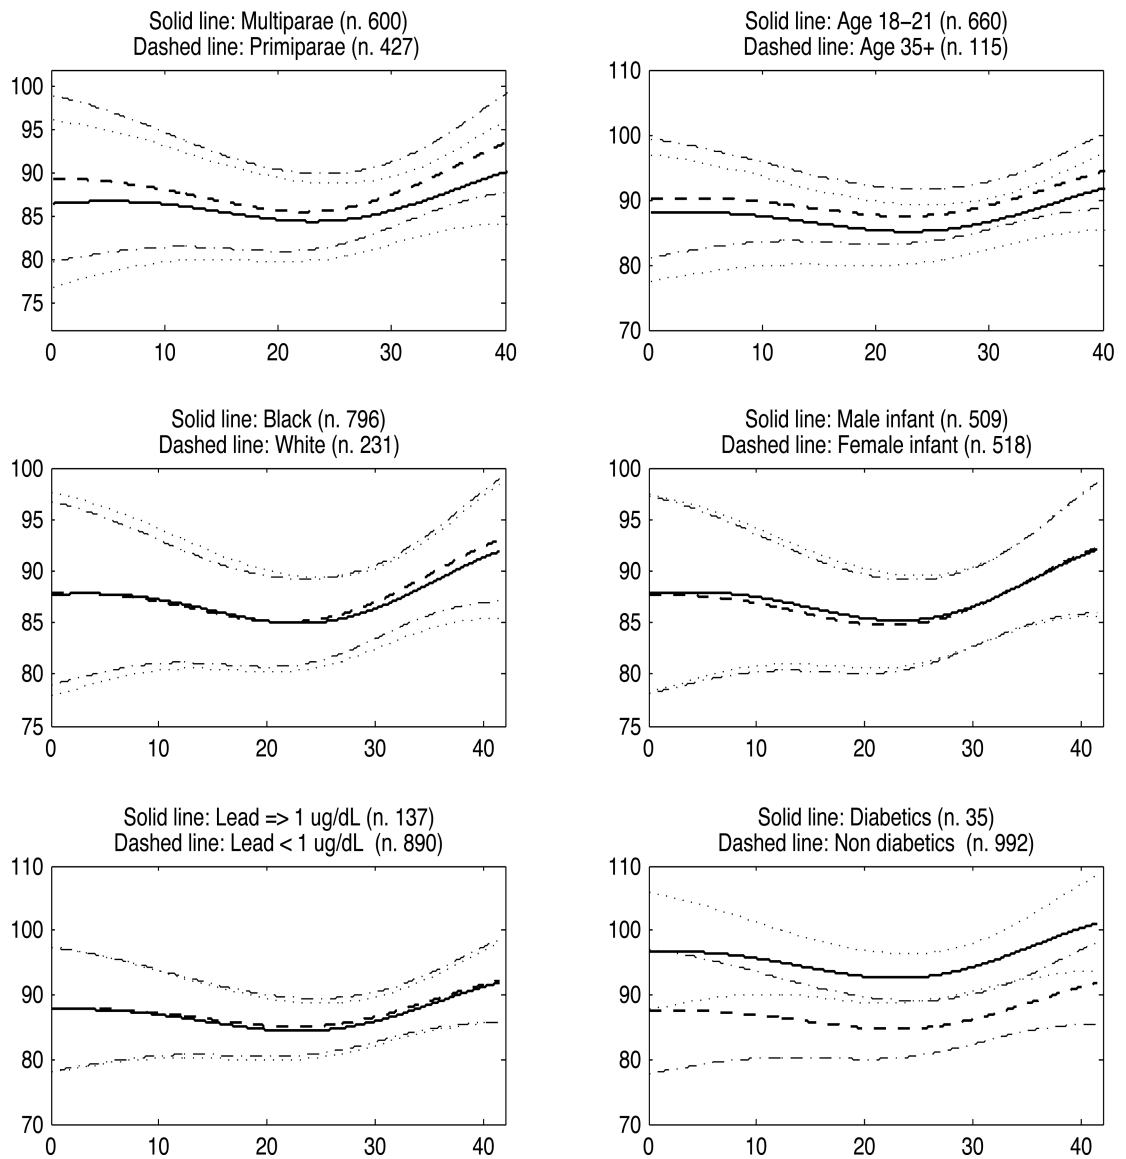 Solid line: Multiparae (n. 600)
Dashed line: Primiparae (n. 427)
100
95
90
85
80
75
0 10 20 30 40
Solid line: Age 18–21 (n. 660)
Dashed line: Age 35+ (n. 115)
110
100
90
80
70
0 10 20 30 40
Solid line: Black (n. 796)
Dashed line: White (n. 231)
100
95
90
85
80
75
0 10 20 30 40
Solid line: Male infant (n. 509)
Dashed line: Female infant (n. 518)
100
95
90
85
80
75
0 10 20 30 40
Solid line: Lead => 1 ug/dL (n. 137)
Dashed line: Lead < 1 ug/dL (n. 890)
110
100
90
80
70
0 10 20 30 40
Solid line: Diabetics (n. 35)
Dashed line: Non diabetics (n. 992)
110
100
90
80
70
0 10 20 30 40